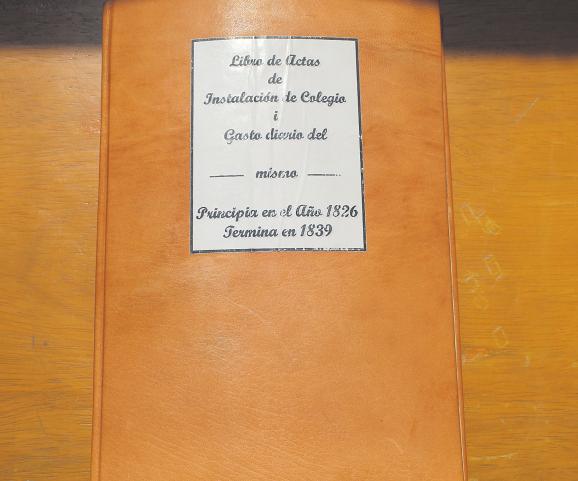 Libro de Actas
de
Instalación de Colegio
i
Gasto diario del
mismo
Principia en el Año 1826
Termina en 1839